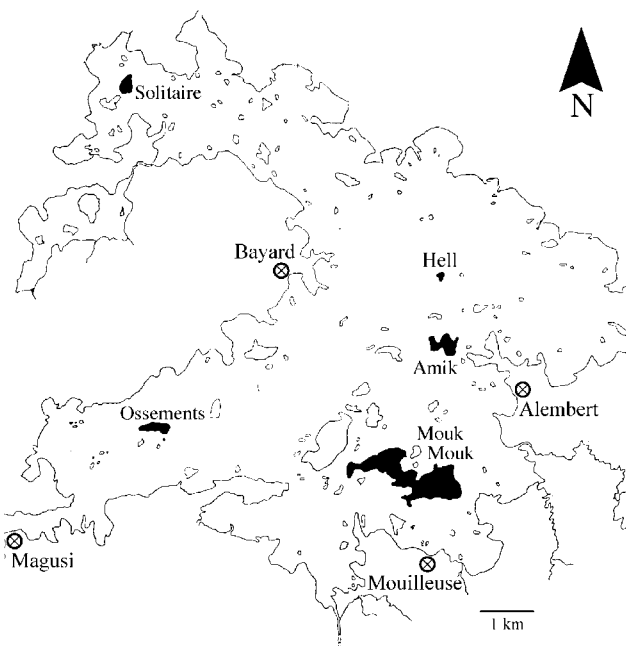 Solitaire
N
Bayard
Hell
Amik
Ossements
Alembert
Mouk
Mouk
Magusi
Mouilleuse
1 km